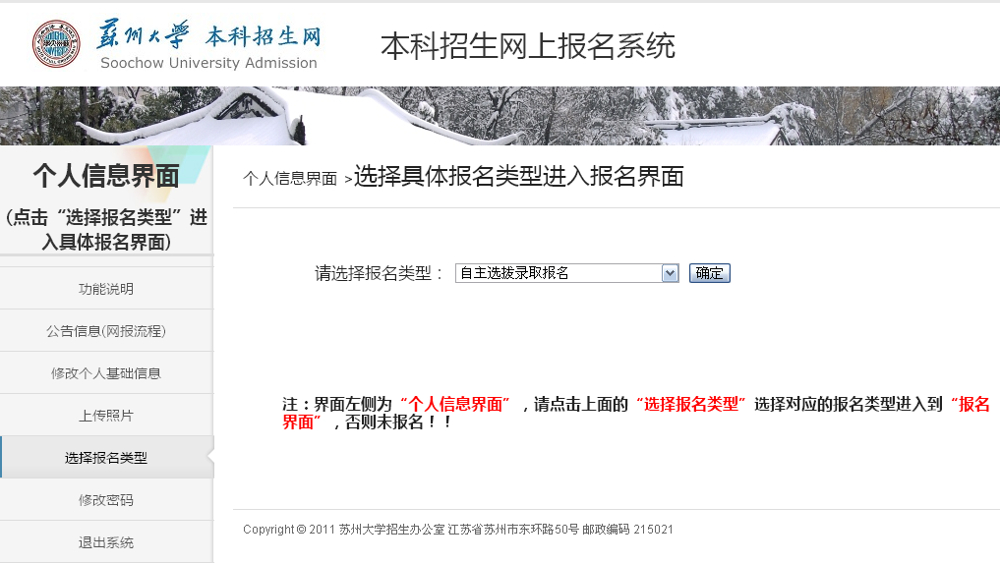 蘇州大学 本科招生网
Soochow University Admission
本科招生网上报名系统
个人信息界面
(点击“选择报名类型”进
入具体报名界面)
功能说明
公告信息(网报流程)
修改个人基础信息
上传照片
选择报名类型
修改密码
退出系统
个人信息界面 >选择具体报名类型进入报名界面
请选择报名类型： 自主选拨录取报名 确定
注：界面左侧为“个人信息界面”，请点击上面的“选择报名类型”选择对应的报名类型进入到“报名
界面”，否则未报名！！
Copyright © 2011 苏州大学招生办公室 江苏省苏州市东环路50号 邮政编码 215021